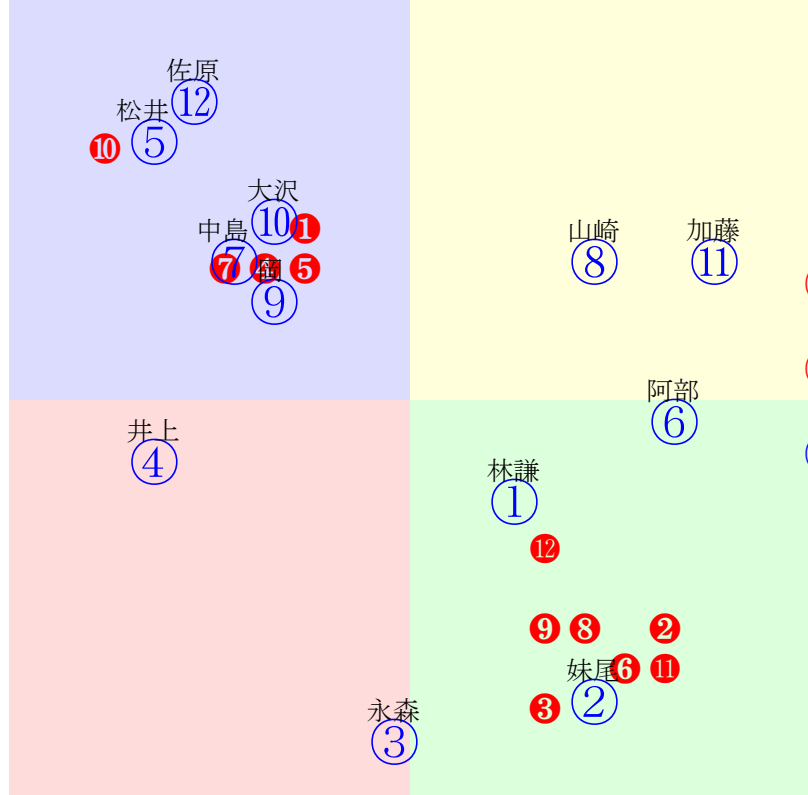 佐原
⑫
松井
⑤
❿
大沢
⑩
❶
中島
⑦
❼
岡
❺
⑨
山崎
⑧
加藤
⑪
阿部
⑥
井上
④
林謙
①
⓬
❾
❽
❷
妹尾
②
❻
⓫
❸
永森
③